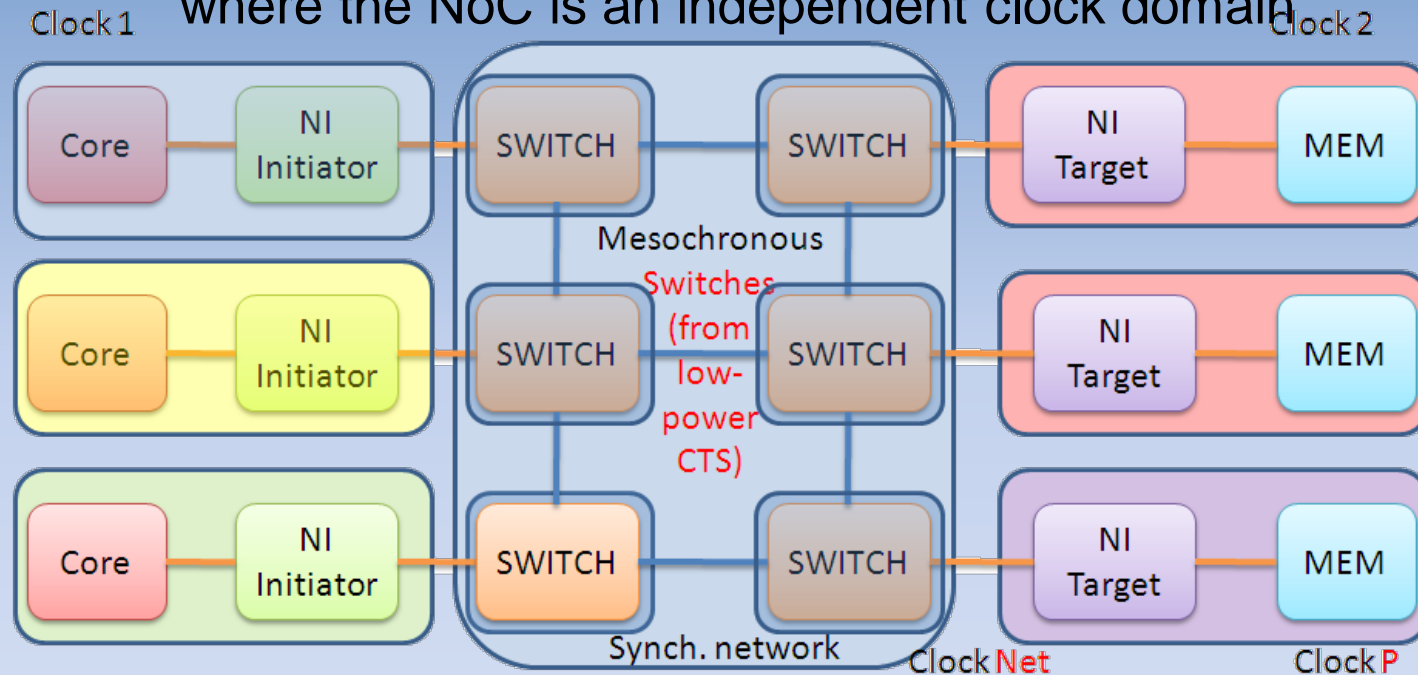 where the NoC is an independent clock domain
Clock 1
Clock 2
Core
NI
Initiator
SWITCH
SWITCH
NI
Target
MEM
Mesochronous
Switches
(from
low-
power
CTS)
Core
NI
Initiator
SWITCH
SWITCH
NI
Target
MEM
Core
NI
Initiator
SWITCH
SWITCH
NI
Target
MEM
Synch. network
Clock Net
Clock P